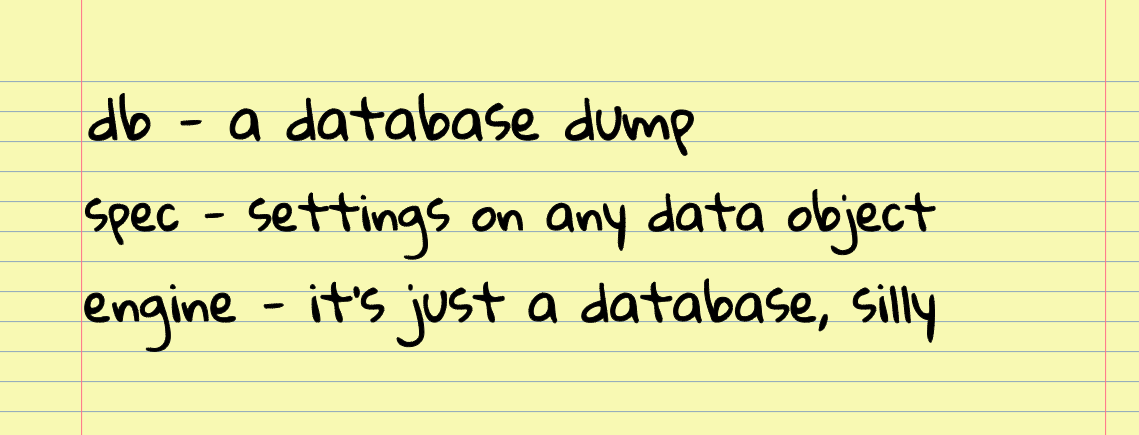 db - a database dump
spec - settings on any data object
engine - it's just a database, silly